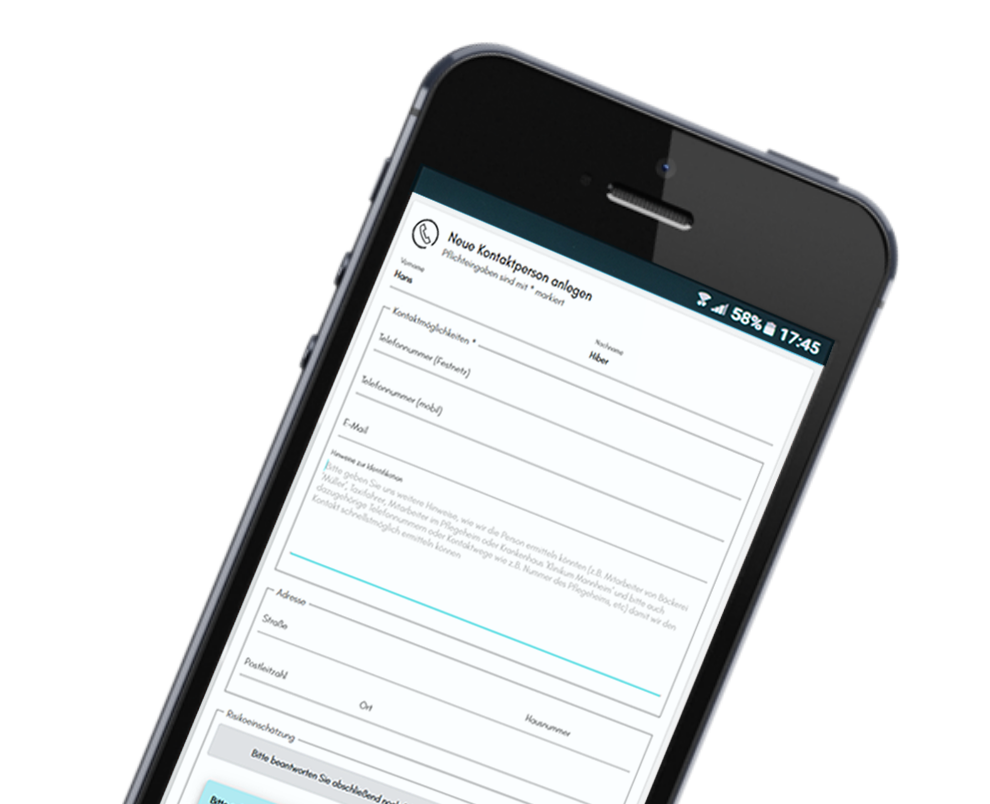 58% 17:45
Neue Kontaktperson anlegen
Pflichteingaben sind mit * markiert
Vorname
Hans
Nachname
Hiber
Kontaktmöglichkeiten *
Telefonnummer (Festnetz)
Telefonnummer (mobil)
E-Mail
Hinweise zur Identifikation
Bitte geben Sie uns weitere Hinweise, wie wir die Person ermitteln könnten (z.B. Mitarbeiter von Bäckerei
"Müller", Taxifahrer, Mitarbeiter im Pflegeheim oder Krankenhaus "Klinikum Mannheim" und bitte auch
dazugehörige Telefonnummern oder Kontaktwege wie z.B. Nummer des Pflegeheims, etc) damit wir den
Kontakt schnellstmöglich ermitteln können
Adresse
Straße
Hausnummer
Postleitzahl
Ort
Risikoeinschätzung
Bitte beantworten Sie abschließend
Bitte